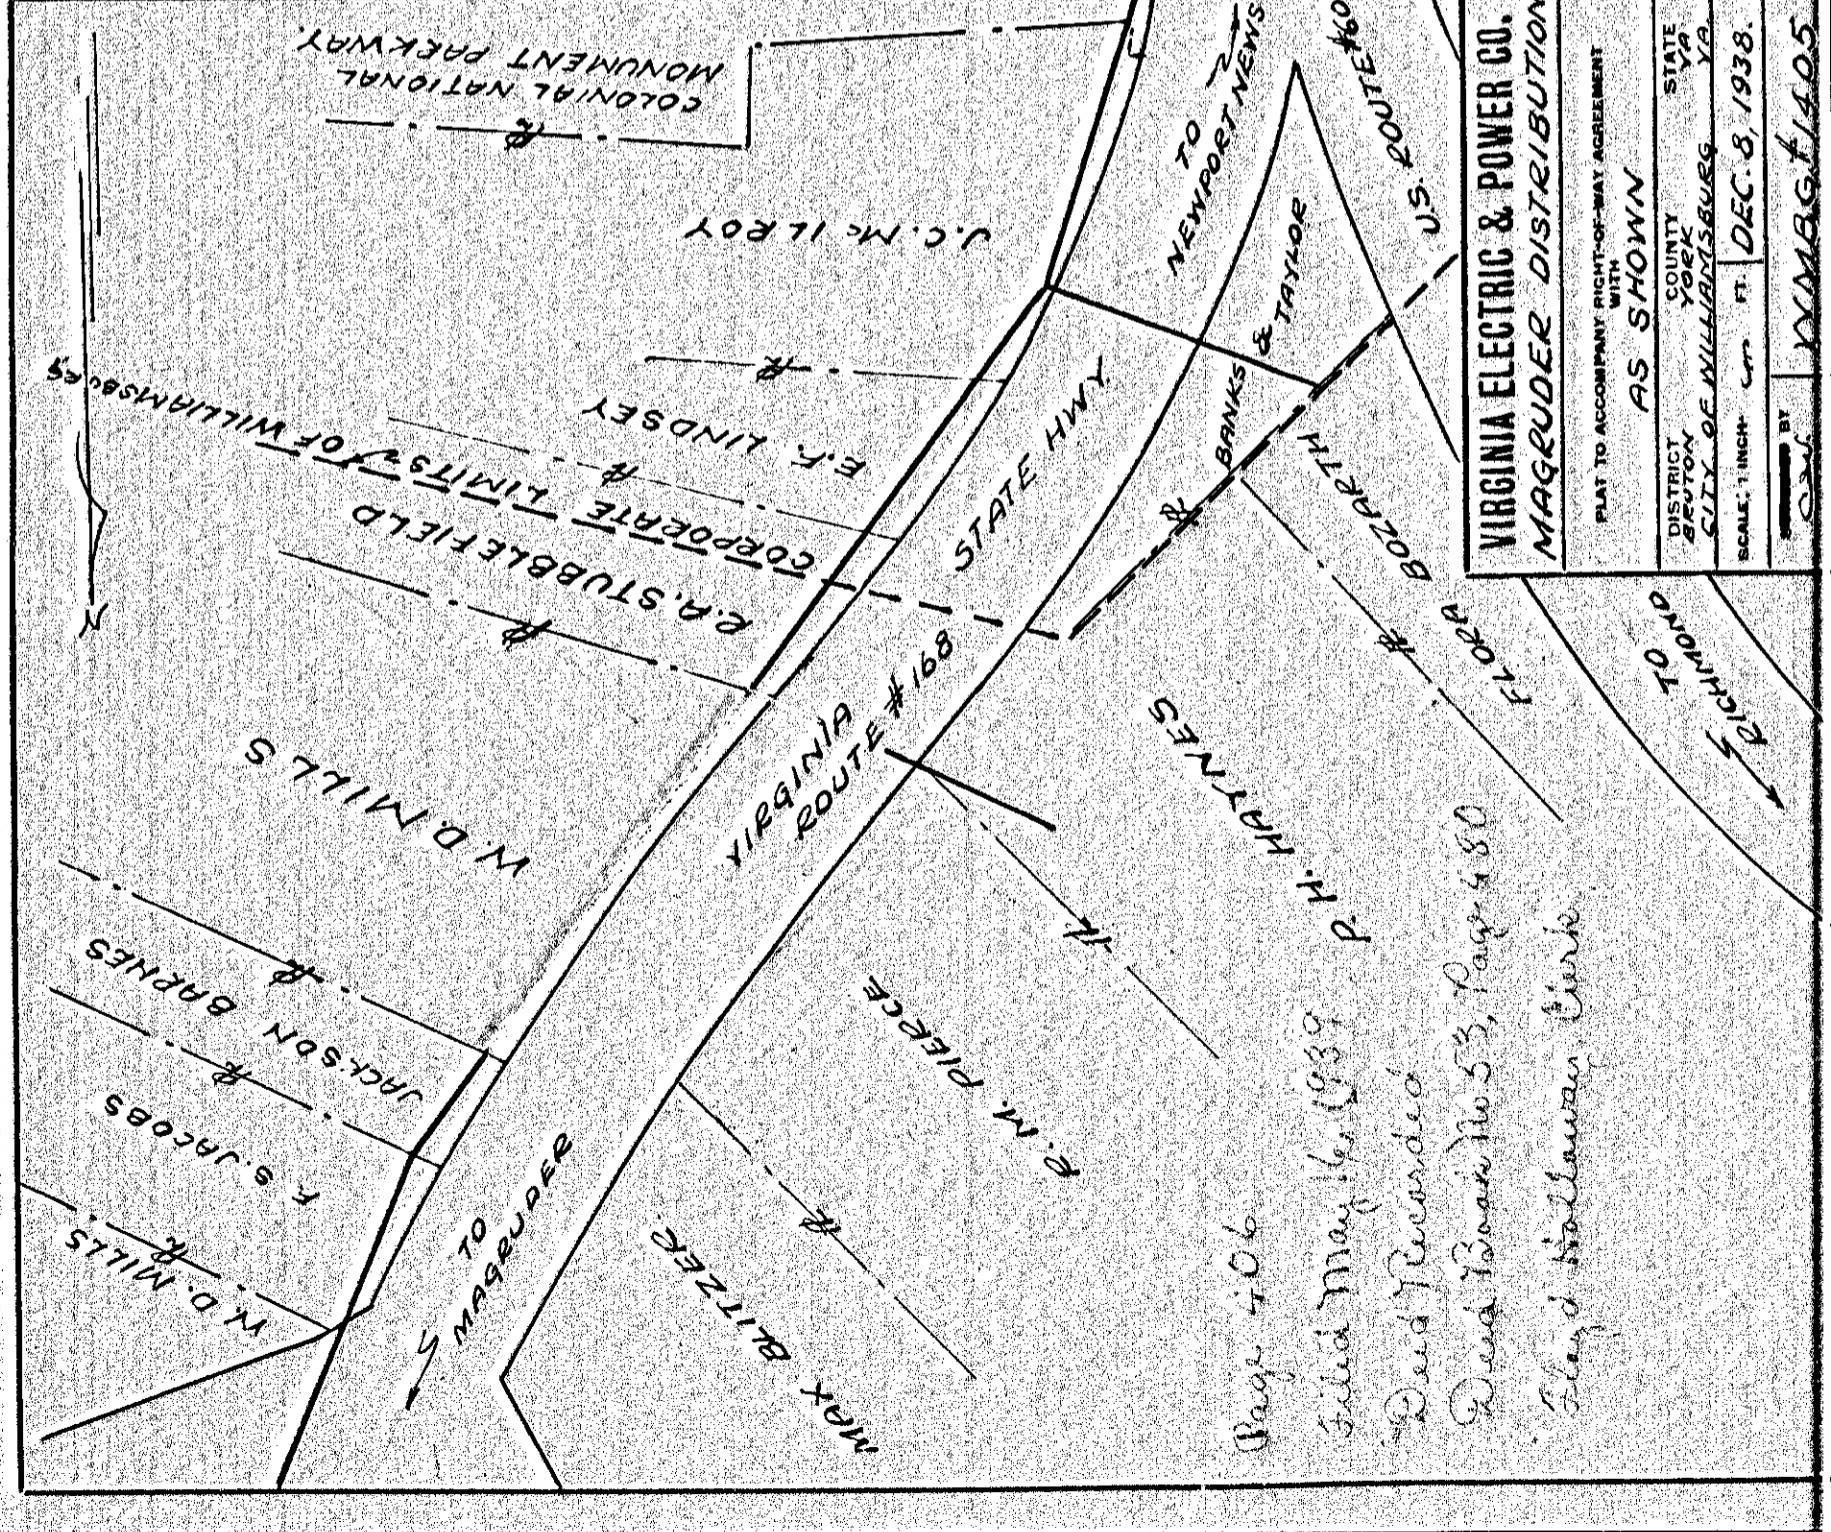 COLONIAL NATIONAL
MONUMENT PARKWAY.
J.C. Mc ILROY
E.F. LINDSEY
CORPORATE LIMITS OF WILLIAMSBURG
R.A. STUBBLEFIELD
W. D. MILLS
JACKSON BARNES
F. S. JACOBS
W. D. MILLS
N
TO
NEWPORT NEWS
U.S. ROUTE #60
BANKS & TAYLOR
STATE HWY.
VIRGINIA
ROUTE #168
TO
MAGRUDER
FLORA BOZARTH
P. H. HAYNES
R. M. PIERCE
MAX BLITZER
TO
RICHMOND
VIRGINIA ELECTRIC & POWER CO.
MAGRUDER DISTRIBUTION
PLAT TO ACCOMPANY RIGHT-OF-WAY AGREEMENT
WITH
AS SHOWN
DISTRICT COUNTY STATE
BRUTON YORK VA.
CITY OF WILLIAMSBURG VA.
SCALE, 1 INCH FT. DEC. 8, 1938.
BY WMBG # 1405
Page 406
Filed May 16, 1939
Deed Recorded
Deed Book No 53, Page 480
Floyd Holloway, Clerk